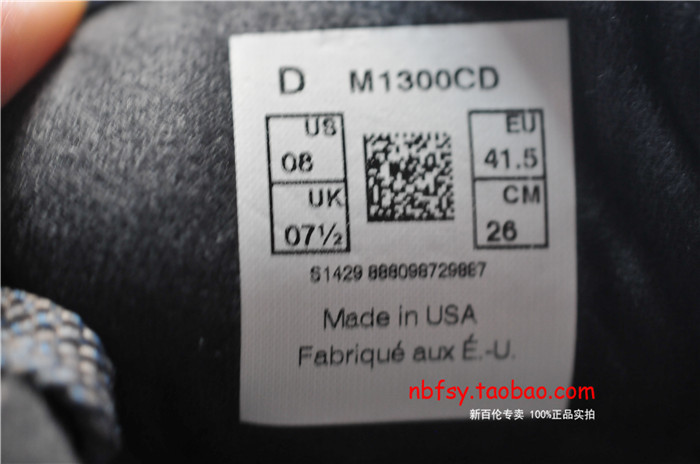 D M1300CD
US EU
08 41.5
UK CM
07½ 26
S1429 888098729887
Made in USA
Fabriqué aux É.-U.
nbfsy.taobao.com
新百伦专卖 100%正品实拍